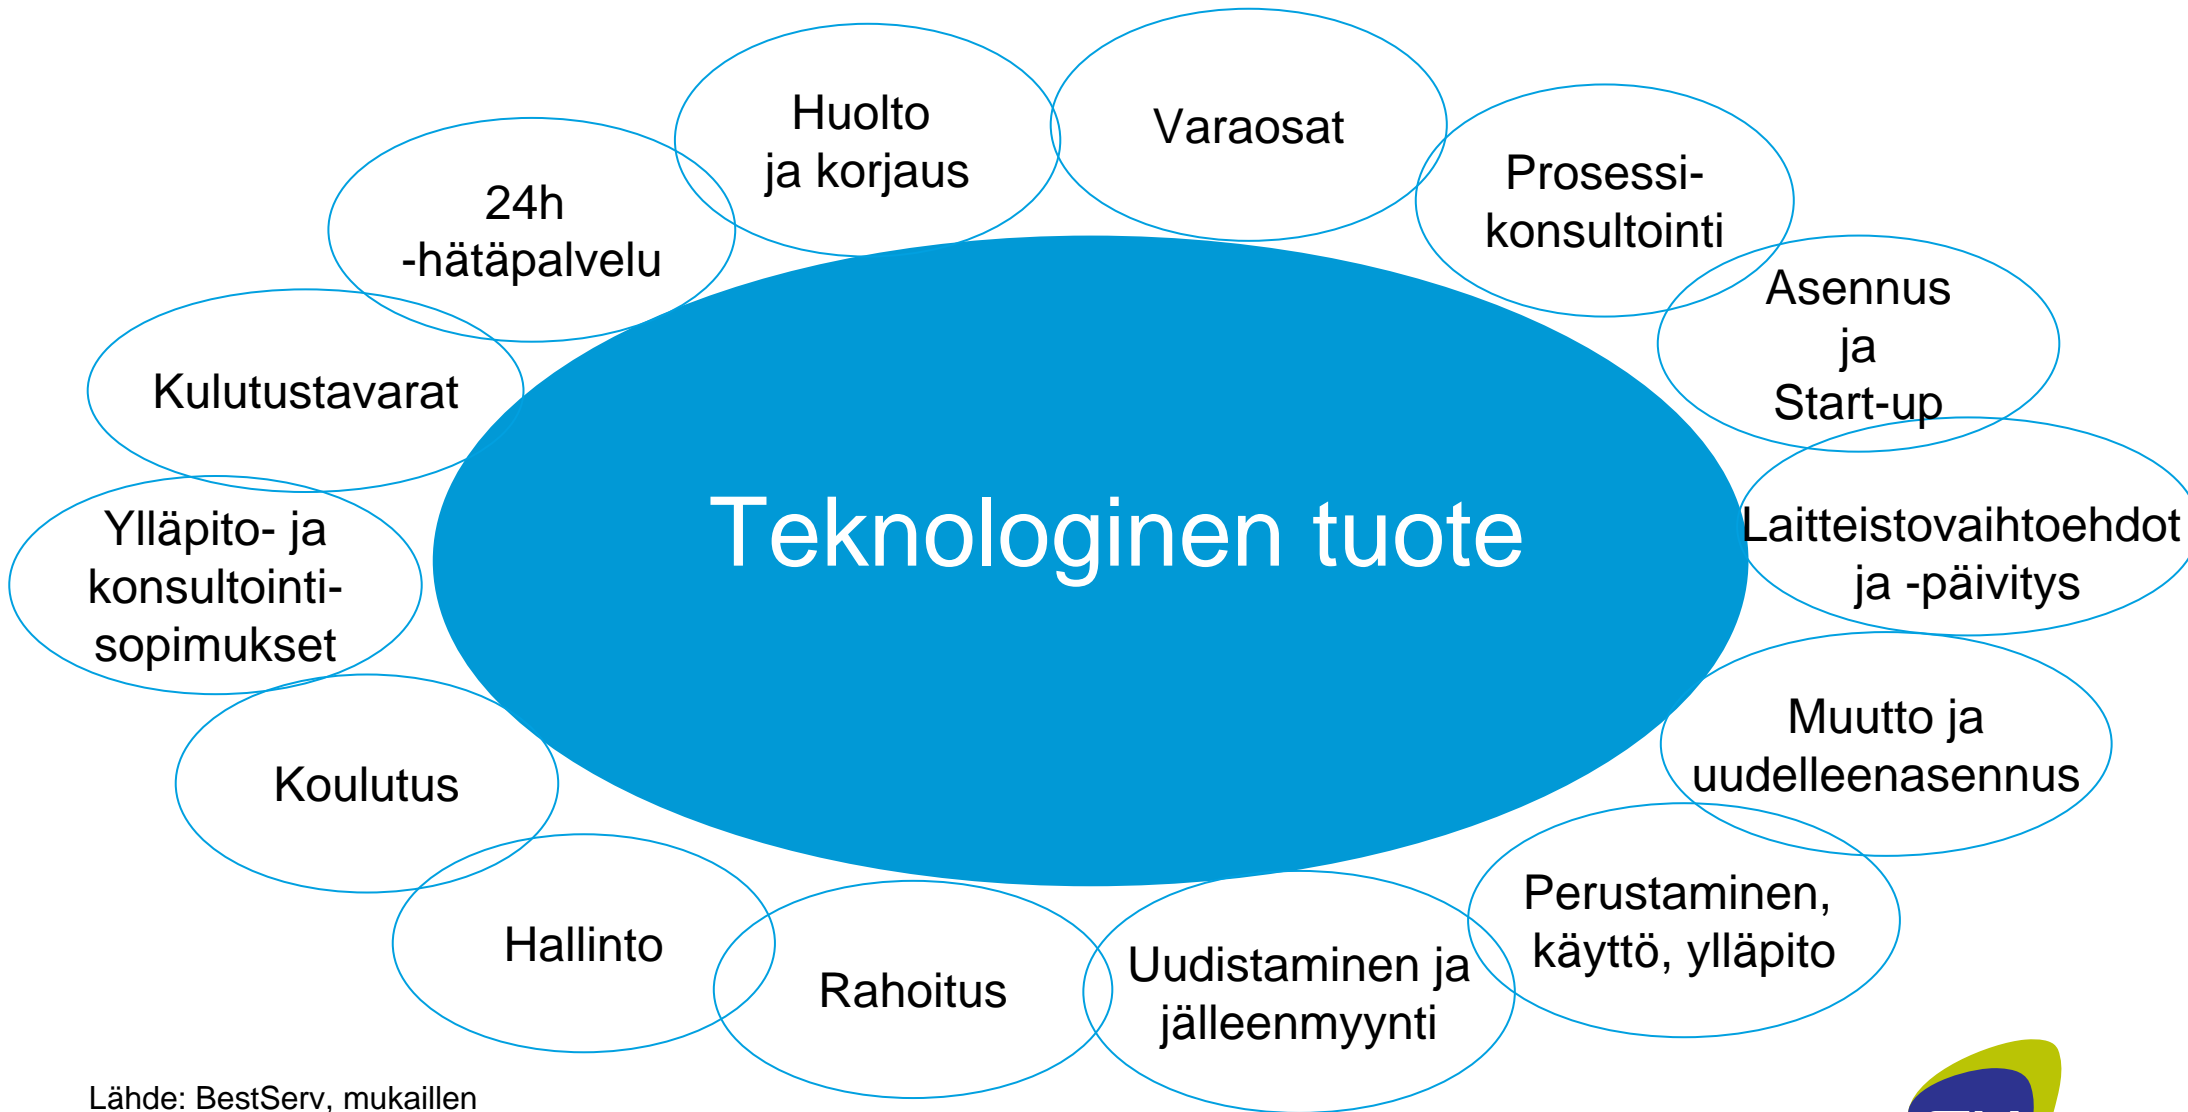 Huolto
ja korjaus
Varaosat
Prosessi-
konsultointi
24h
-hätäpalvelu
Asennus
ja
Start-up
Kulutustavarat
Teknologinen tuote
Laitteistovaihtoehdot
ja -päivitys
Ylläpito- ja
konsultointi-
sopimukset
Muutto ja
uudelleenasennus
Koulutus
Perustaminen,
käyttö, ylläpito
Hallinto
Rahoitus
Uudistaminen ja
jälleenmyynti
Lähde: BestServ, mukaillen